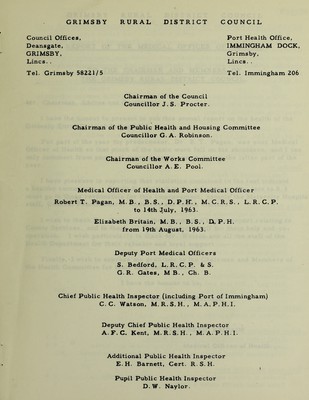 GRIMSBY RURAL DISTRICT COUNCIL
Council Offices,
Deansgate,
GRIMSBY,
Lincs. .
Tel. Grimsby 58221/5
Port Health Office,
IMMINGHAM DOCK,
Grimsby,
Lincs. .
Tel. Immingham 206
Chairman of the Council
Councillor J.S. Procter.
Chairman of the Public Health and Housing Committee
Councillor G.A. Robinson.
Chairman of the Works Committee
Councillor A.E. Pool.
Medical Officer of Health and Port Medical Officer
Robert T. Pagan, M.B., B.S., D.P.H., M.C.R.S., L.R.C.P.
to 14th July, 1963.
Elizabeth Britain, M.B., B.S., D.P.H.
from 19th August, 1963.
Deputy Port Medical Officers
S. Bedford, L.R.C.P. & S.
G.R. Gates, M.B., Ch. B.
Chief Public Health Inspector (including Port of Immingham)
C.C. Watson, M.R.S.H., M.A.P.H.I.
Deputy Chief Public Health Inspector
A.F.C. Kent, M.R.S.H., M.A.P.H.I.
Additional Public Health Inspector
E.H. Barnett, Cert. R.S.H.
Pupil Public Health Inspector
D.W. Naylor.